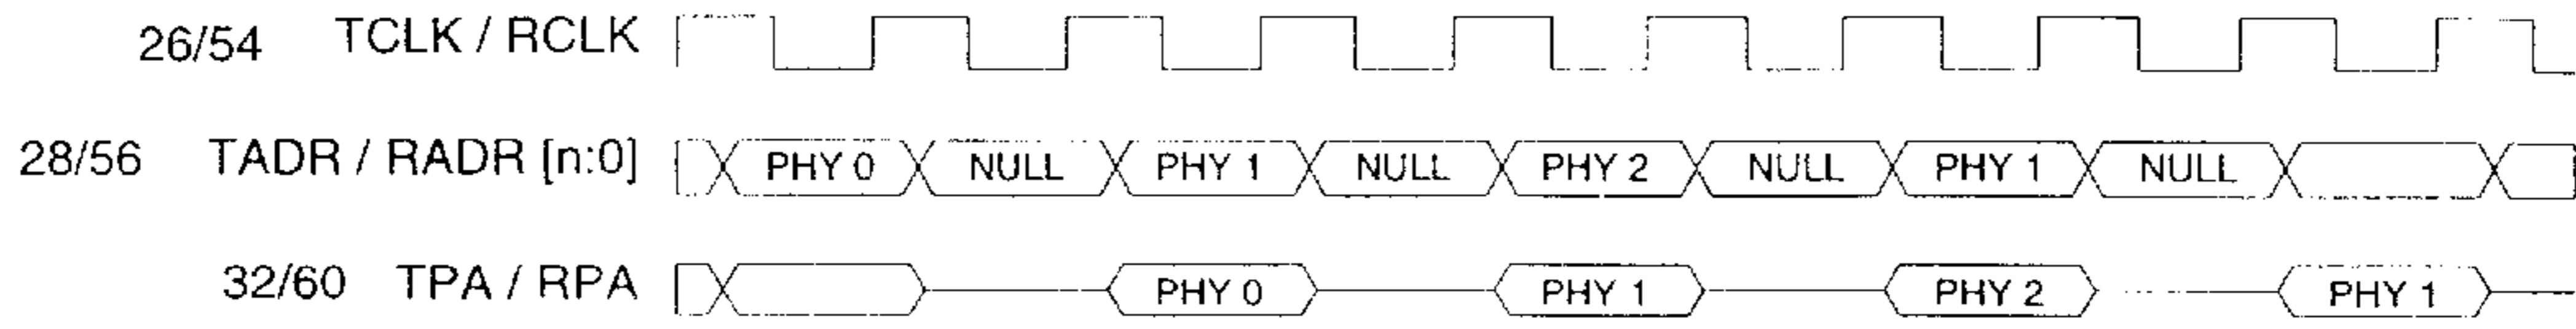 26/54 TCLK / RCLK
28/56 TADR / RADR [n:0] PHY 0 NULL PHY 1 NULL PHY 2 NULL PHY 1 NULL
32/60 TPA / RPA PHY 0 PHY 1 PHY 2 PHY 1